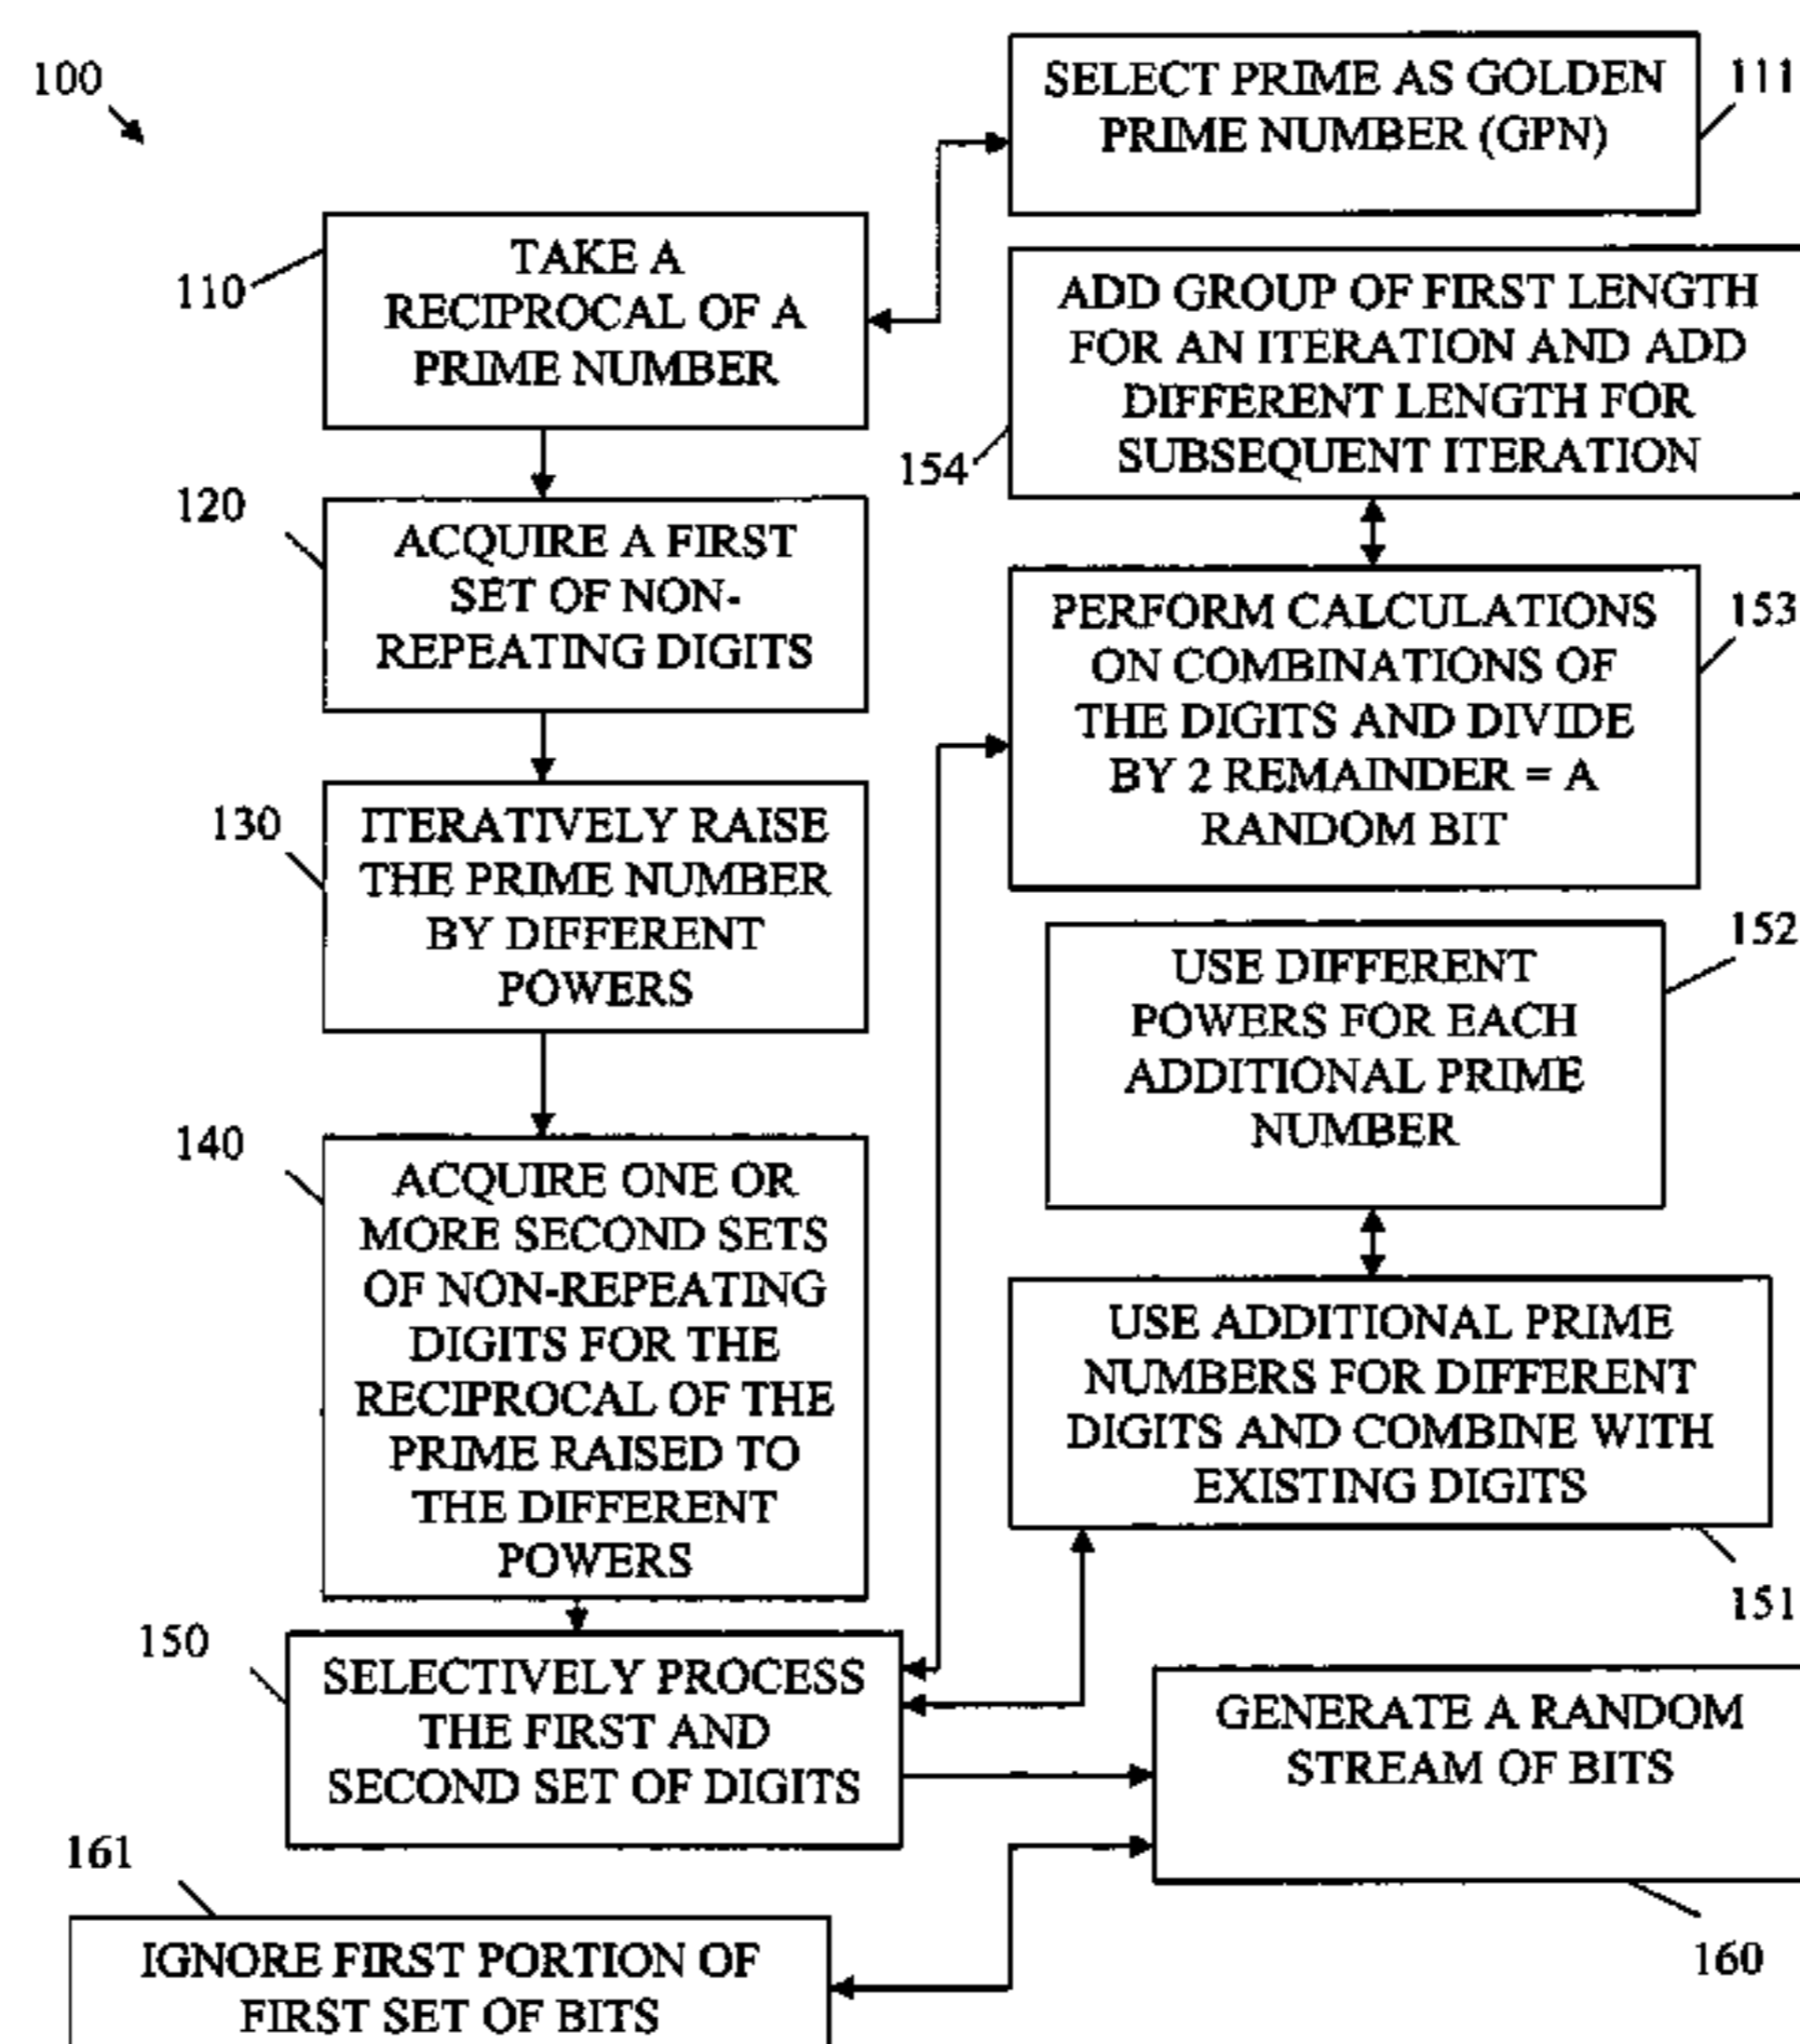 100
SELECT PRIME AS GOLDEN
PRIME NUMBER (GPN)
111
110
TAKE A
RECIPROCAL OF A
PRIME NUMBER
ADD GROUP OF FIRST LENGTH
FOR AN ITERATION AND ADD
DIFFERENT LENGTH FOR
SUBSEQUENT ITERATION
154
120
ACQUIRE A FIRST
SET OF NON-
REPEATING DIGITS
PERFORM CALCULATIONS
ON COMBINATIONS OF
THE DIGITS AND DIVIDE
BY 2 REMAINDER = A
RANDOM BIT
153
130
ITERATIVELY RAISE
THE PRIME NUMBER
BY DIFFERENT
POWERS
USE DIFFERENT
POWERS FOR EACH
ADDITIONAL PRIME
NUMBER
152
140
ACQUIRE ONE OR
MORE SECOND SETS
OF NON-REPEATING
DIGITS FOR THE
RECIPROCAL OF THE
PRIME RAISED TO
THE DIFFERENT
POWERS
USE ADDITIONAL PRIME
NUMBERS FOR DIFFERENT
DIGITS AND COMBINE WITH
EXISTING DIGITS
151
150
SELECTIVELY PROCESS
THE FIRST AND
SECOND SET OF DIGITS
GENERATE A RANDOM
STREAM OF BITS
160
161
IGNORE FIRST PORTION OF
FIRST SET OF BITS